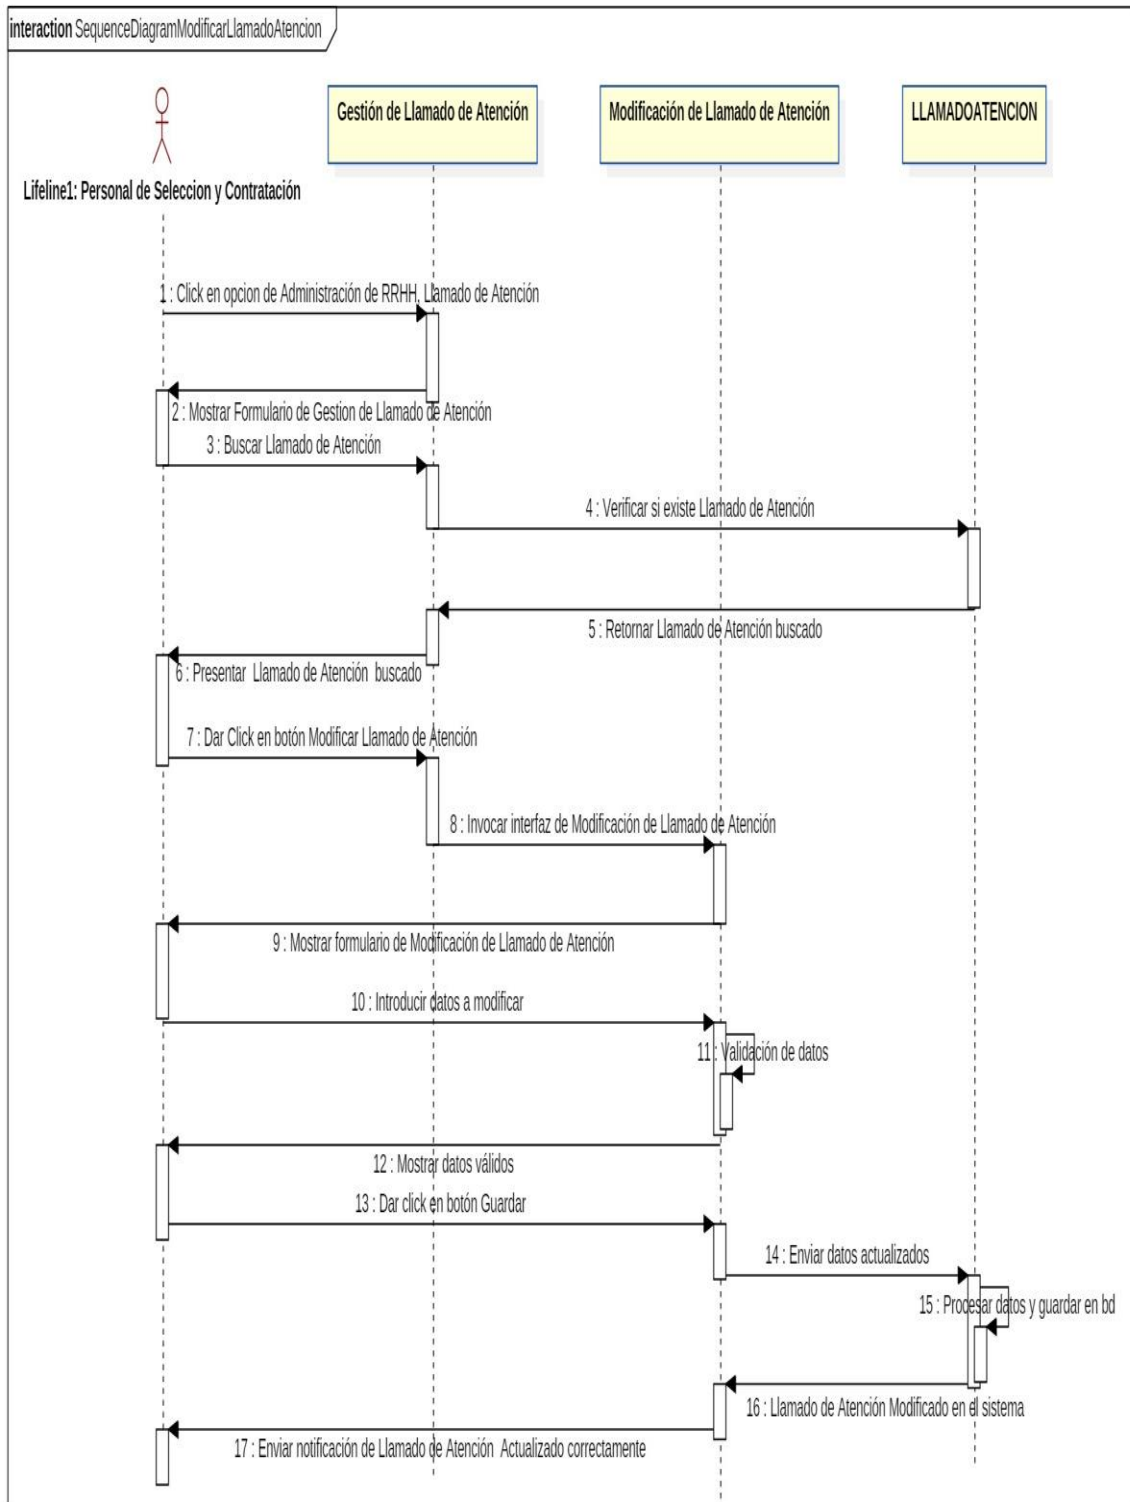 interaction SequenceDiagramModificarLlamadoAtencion
Gestión de Llamado de Atención
Modificación de Llamado de Atención
LLAMADOATENCION
Lifeline1: Personal de Seleccion y Contratación
1 : Click en opcion de Administración de RRHH, Llamado de Atención
2 : Mostrar Formulario de Gestion de Llamado de Atención
3 : Buscar Llamado de Atención
4 : Verificar si existe Llamado de Atención
5 : Retornar Llamado de Atención buscado
6 : Presentar Llamado de Atención buscado
7 : Dar Click en botón Modificar Llamado de Atención
8 : Invocar interfaz de Modificación de Llamado de Atención
9 : Mostrar formulario de Modificación de Llamado de Atención
10 : Introducir datos a modificar
11 : Validación de datos
12 : Mostrar datos válidos
13 : Dar click en botón Guardar
14 : Enviar datos actualizados
15 : Procesar datos y guardar en bd
16 : Llamado de Atención Modificado en el sistema
17 : Enviar notificación de Llamado de Atención Actualizado correctamente